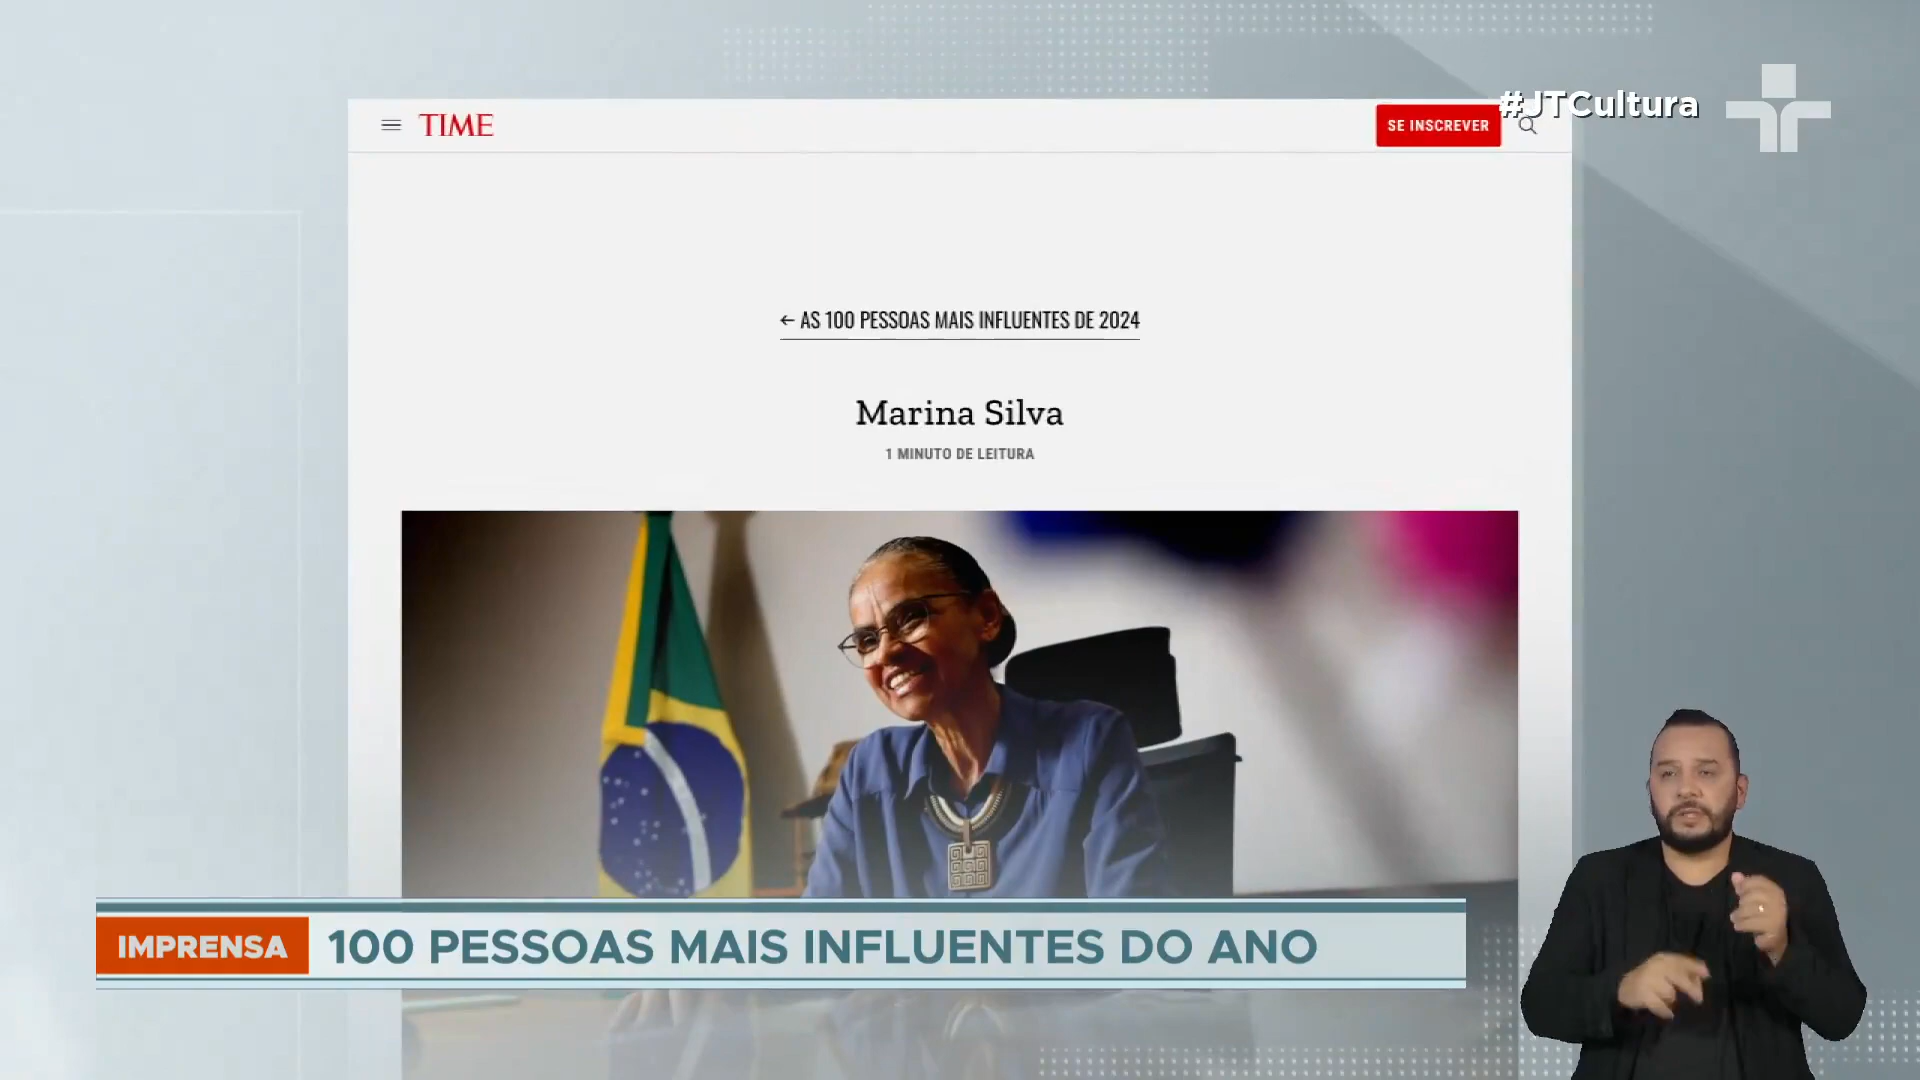 #JTCultura
TIME
SE INSCREVER
← AS 100 PESSOAS MAIS INFLUENTES DE 2024
Marina Silva
1 MINUTO DE LEITURA
IMPRENSA
100 PESSOAS MAIS INFLUENTES DO ANO